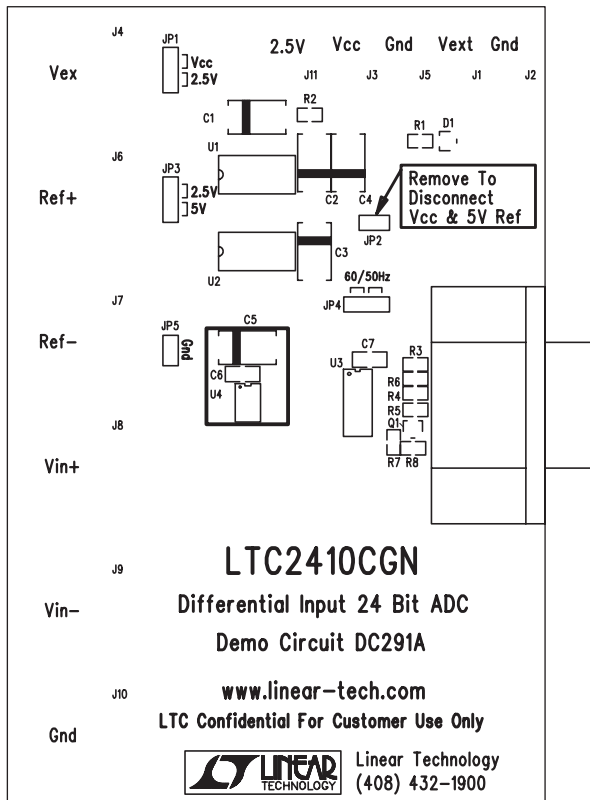 J4
JP1
Vcc
2.5V
Vex
2.5V Vcc Gnd Vext Gnd
J11 J3 J5 J1 J2
C1
R2
R1 D1
J6
U1
JP3
2.5V
5V
Ref+
C2 C4
Remove To
Disconnect
Vcc & 5V Ref
JP2
C3
U2
60/50Hz
JP4
J7
Ref-
JP5
Gnd
C5
C6
U4
C7
U3
R3
R6
R4
R5
Q1
R7 R8
J8
Vin+
LTC2410CGN
J9
Differential Input 24 Bit ADC
Vin-
Demo Circuit DC291A
J10
www.linear-tech.com
LTC Confidential For Customer Use Only
Gnd
LINEAR
TECHNOLOGY
Linear Technology
(408) 432-1900